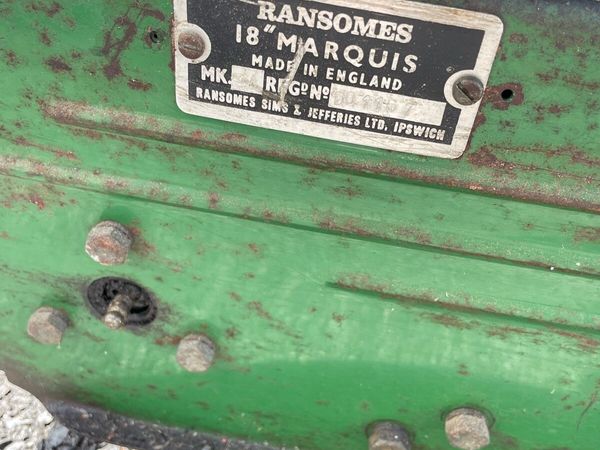 RANSOMES
18" MARQUIS
MADE IN ENGLAND
MK. REGD No
RANSOMES SIMS & JEFFERIES LTD. IPSWICH